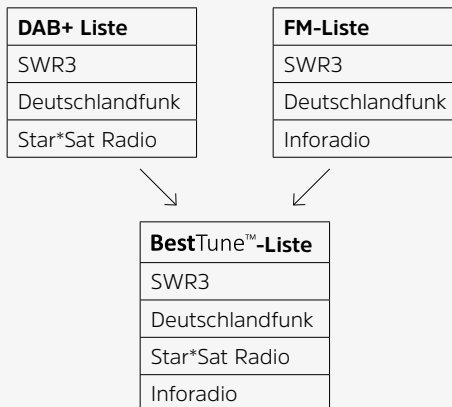 DAB+ Liste
SWR3
Deutschlandfunk
Star*Sat Radio
FM-Liste
SWR3
Deutschlandfunk
Inforadio
BestTune™-Liste
SWR3
Deutschlandfunk
Star*Sat Radio
Inforadio